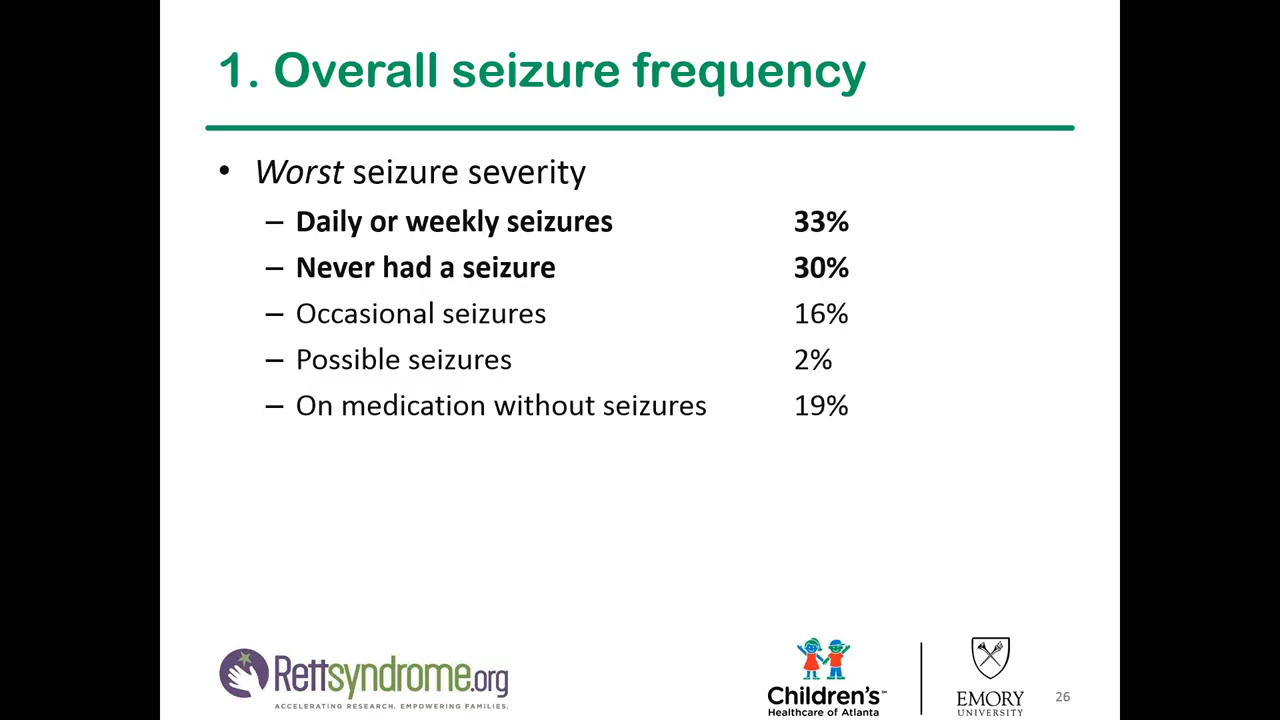 1. Overall seizure frequency
• Worst seizure severity
– Daily or weekly seizures 33%
– Never had a seizure 30%
– Occasional seizures 16%
– Possible seizures 2%
– On medication without seizures 19%
Rettsyndrome.org
ACCELERATING RESEARCH. EMPOWERING FAMILIES.
Children's™
Healthcare of Atlanta
EMORY
UNIVERSITY
26